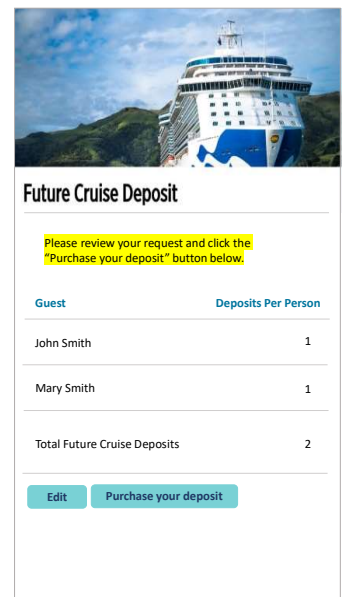 Future Cruise Deposit
Please review your request and click the
“Purchase your deposit” button below.
Guest Deposits Per Person
John Smith 1
Mary Smith 1
Total Future Cruise Deposits 2
Edit Purchase your deposit